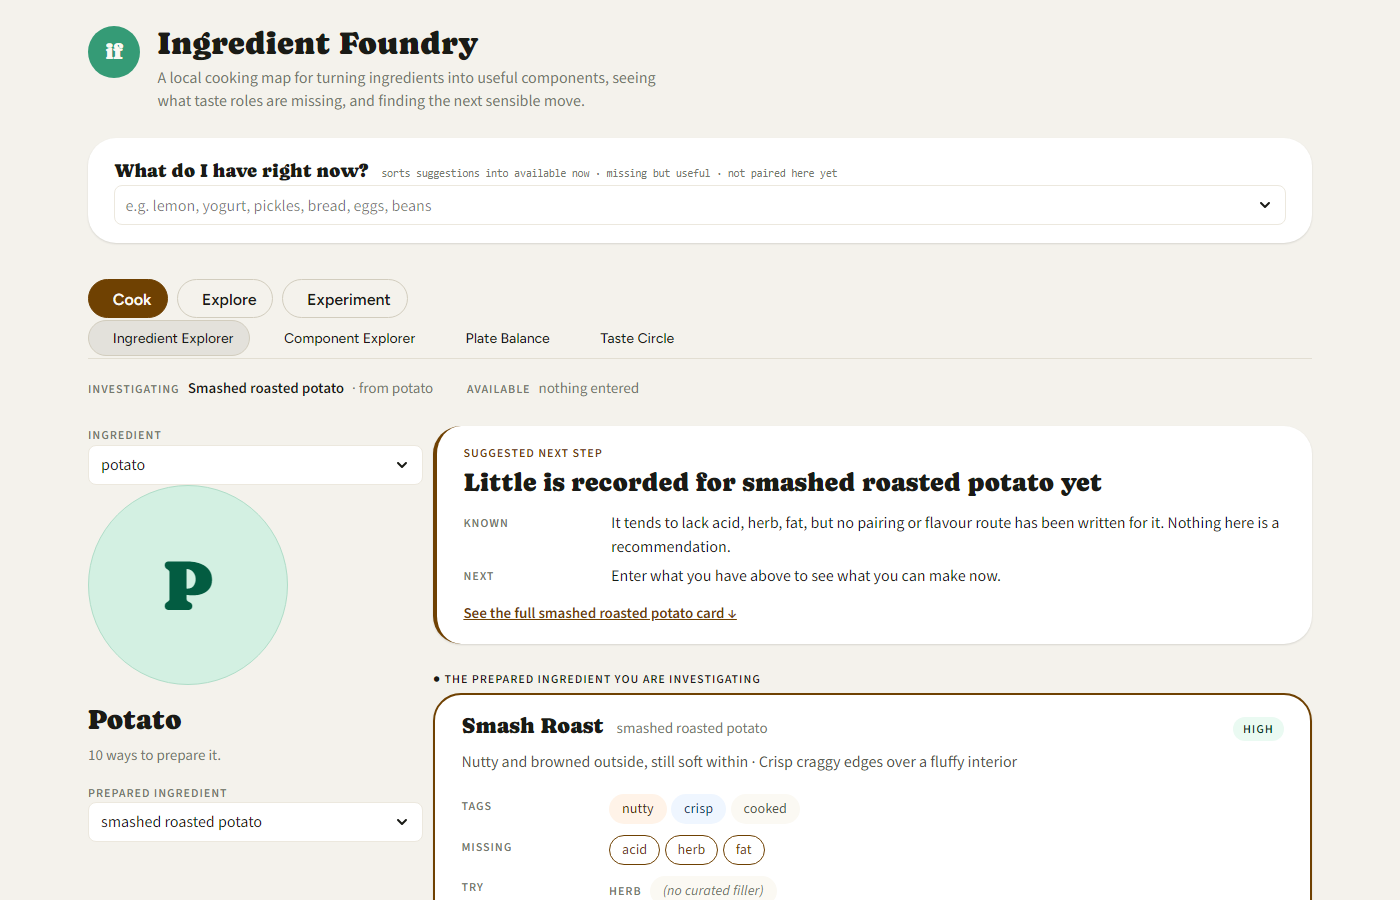 if
Ingredient Foundry
A local cooking map for turning ingredients into useful components, seeing
what taste roles are missing, and finding the next sensible move.
What do I have right now? sorts suggestions into available now · missing but useful · not paired here yet
e.g. lemon, yogurt, pickles, bread, eggs, beans
Cook Explore Experiment
Ingredient Explorer Component Explorer Plate Balance Taste Circle
INVESTIGATING Smashed roasted potato · from potato AVAILABLE nothing entered
INGREDIENT
potato
P
Potato
10 ways to prepare it.
PREPARED INGREDIENT
smashed roasted potato
SUGGESTED NEXT STEP
Little is recorded for smashed roasted potato yet
KNOWN It tends to lack acid, herb, fat, but no pairing or flavour route has been written for it. Nothing here is a
recommendation.
NEXT Enter what you have above to see what you can make now.
See the full smashed roasted potato card ↓
● THE PREPARED INGREDIENT YOU ARE INVESTIGATING
Smash Roast smashed roasted potato HIGH
Nutty and browned outside, still soft within · Crisp craggy edges over a fluffy interior
TAGS nutty crisp cooked
MISSING acid herb fat
TRY HERB (no curated filler)